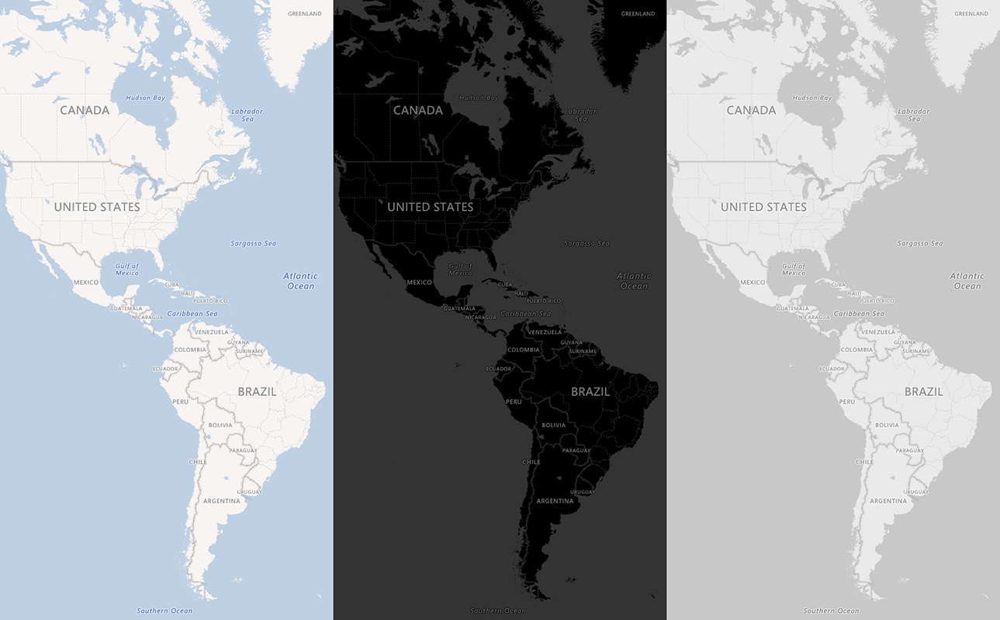 GREENLAND
Hudson Bay
CANADA
Labrador
Sea
UNITED STATES
Sargasso Sea
Gulf of
Mexico
Atlantic
Ocean
MEXICO
CUBA
HAITI
PUERTO RICO
GUATEMALA
Caribbean Sea
NICARAGUA
VENEZUELA
GUYANA
COLOMBIA
SURINAME
ECUADOR
BRAZIL
PERU
BOLIVIA
PARAGUAY
CHILE
URUGUAY
ARGENTINA
Southern Ocean
GREENLAND
Hudson Bay
CANADA
Labrador
Sea
UNITED STATES
Sargasso Sea
Gulf of
Mexico
Atlantic
Ocean
MEXICO
CUBA
HAITI
PUERTO RICO
GUATEMALA
Caribbean Sea
NICARAGUA
VENEZUELA
GUYANA
COLOMBIA
SURINAME
ECUADOR
BRAZIL
PERU
BOLIVIA
PARAGUAY
CHILE
URUGUAY
ARGENTINA
Southern Ocean
GREENLAND
Hudson Bay
CANADA
Labrador
Sea
UNITED STATES
Sargasso Sea
Gulf of
Mexico
Atlantic
Ocean
MEXICO
CUBA
HAITI
PUERTO RICO
GUATEMALA
Caribbean Sea
NICARAGUA
VENEZUELA
GUYANA
COLOMBIA
SURINAME
ECUADOR
BRAZIL
PERU
BOLIVIA
PARAGUAY
CHILE
URUGUAY
ARGENTINA
Southern Ocean